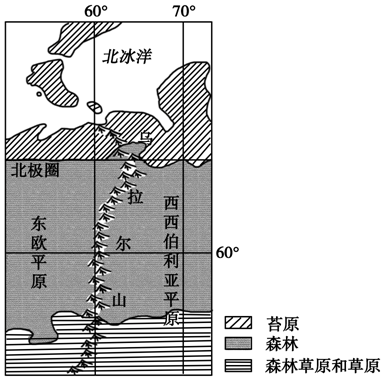 60° 70°
北冰洋
乌拉尔山
北极圈
东欧平原
西西伯利亚平原
60°
苔原
森林
森林草原和草原